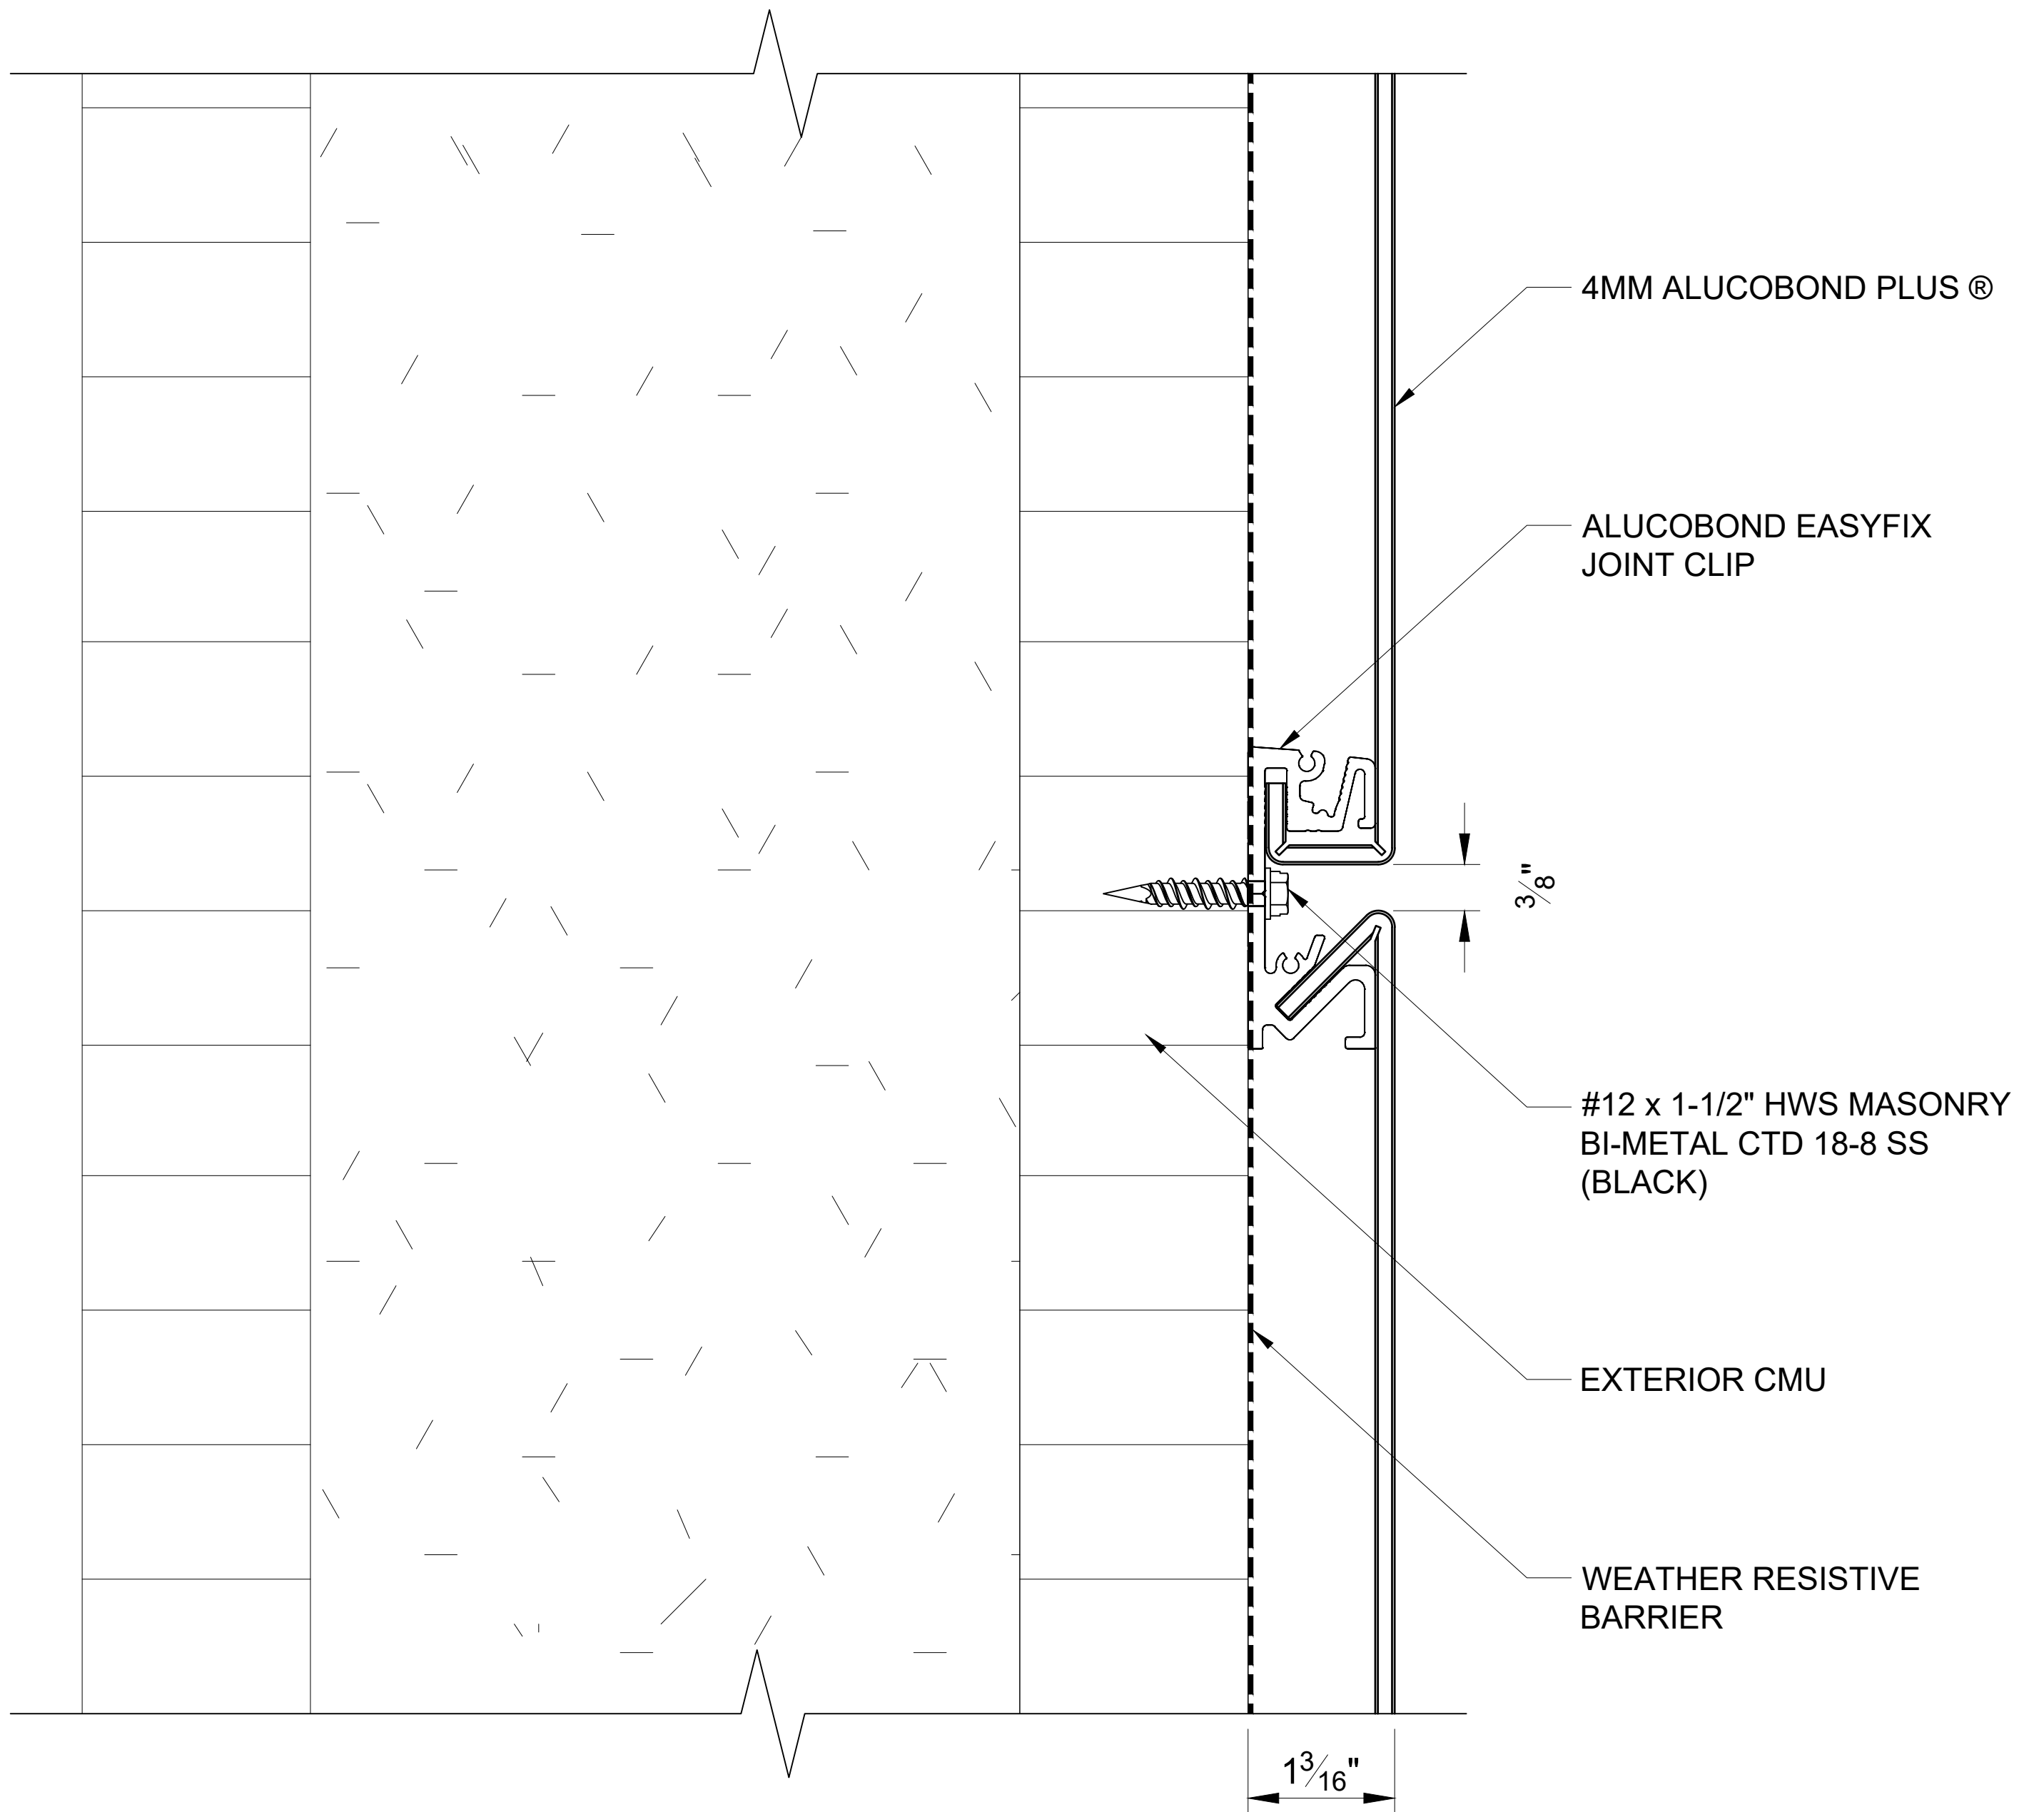 4MM ALUCOBOND PLUS ®
ALUCOBOND EASYFIX
JOINT CLIP
3/8"
#12 x 1-1/2" HWS MASONRY
BI-METAL CTD 18-8 SS
(BLACK)
EXTERIOR CMU
WEATHER RESISTIVE
BARRIER
1 3/16"